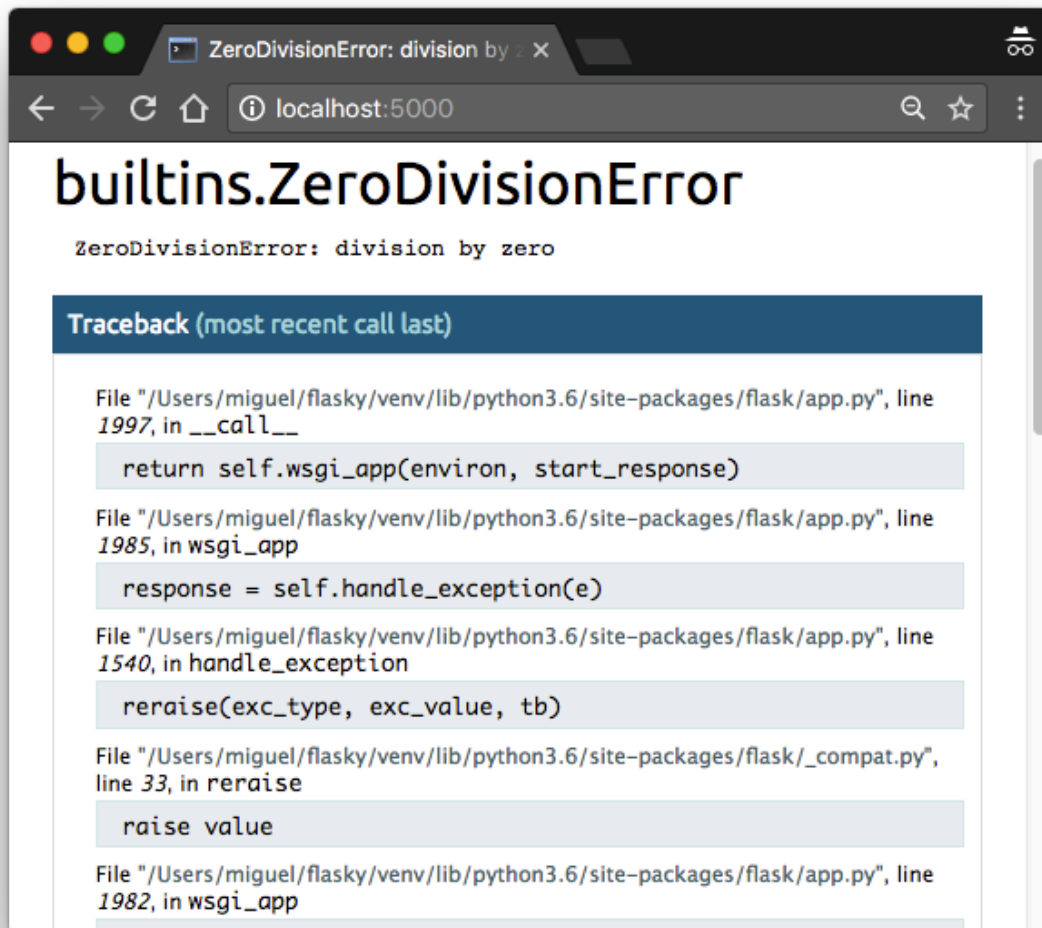 ZeroDivisionError: division by z
localhost:5000
builtins.ZeroDivisionError
ZeroDivisionError: division by zero
Traceback (most recent call last)
File "/Users/miguel/flasky/venv/lib/python3.6/site-packages/flask/app.py", line
1997, in __call__
return self.wsgi_app(environ, start_response)
File "/Users/miguel/flasky/venv/lib/python3.6/site-packages/flask/app.py", line
1985, in wsgi_app
response = self.handle_exception(e)
File "/Users/miguel/flasky/venv/lib/python3.6/site-packages/flask/app.py", line
1540, in handle_exception
reraise(exc_type, exc_value, tb)
File "/Users/miguel/flasky/venv/lib/python3.6/site-packages/flask/_compat.py",
line 33, in reraise
raise value
File "/Users/miguel/flasky/venv/lib/python3.6/site-packages/flask/app.py", line
1982, in wsgi_app